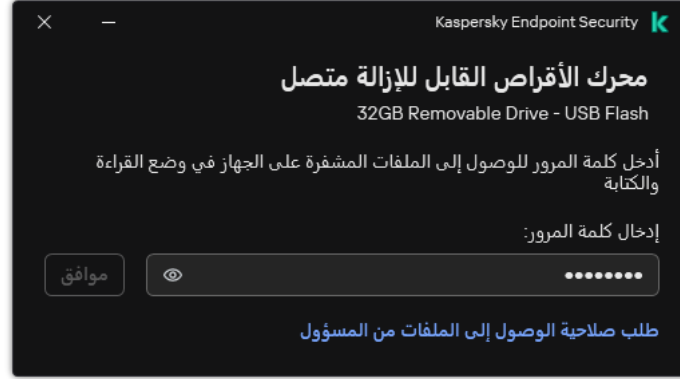 Kaspersky Endpoint Security
محرك الأقراص القابل للإزالة متصل
32GB Removable Drive - USB Flash
أدخل كلمة المرور للوصول إلى الملفات المشفرة على الجهاز في وضع القراءة
والكتابة
إدخال كلمة المرور:
••••••••
موافق
طلب صلاحية الوصول إلى الملفات من المسؤول